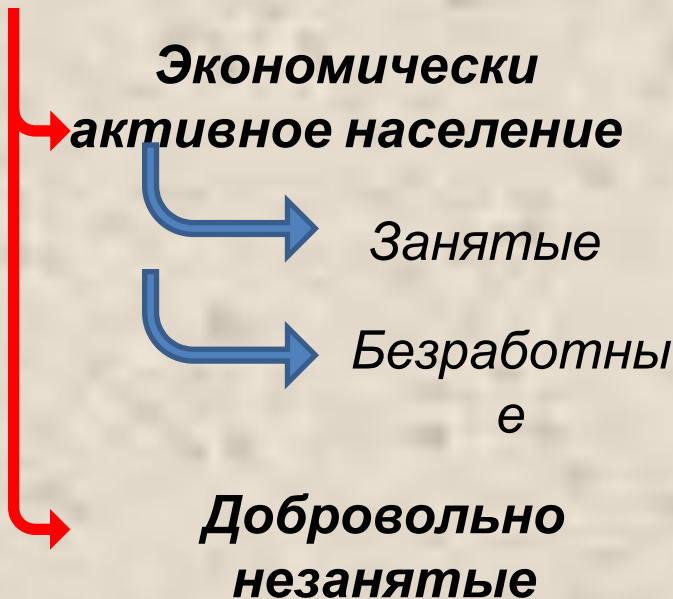 Экономически
активное население
Занятые
Безработны
е
Добровольно
незанятые